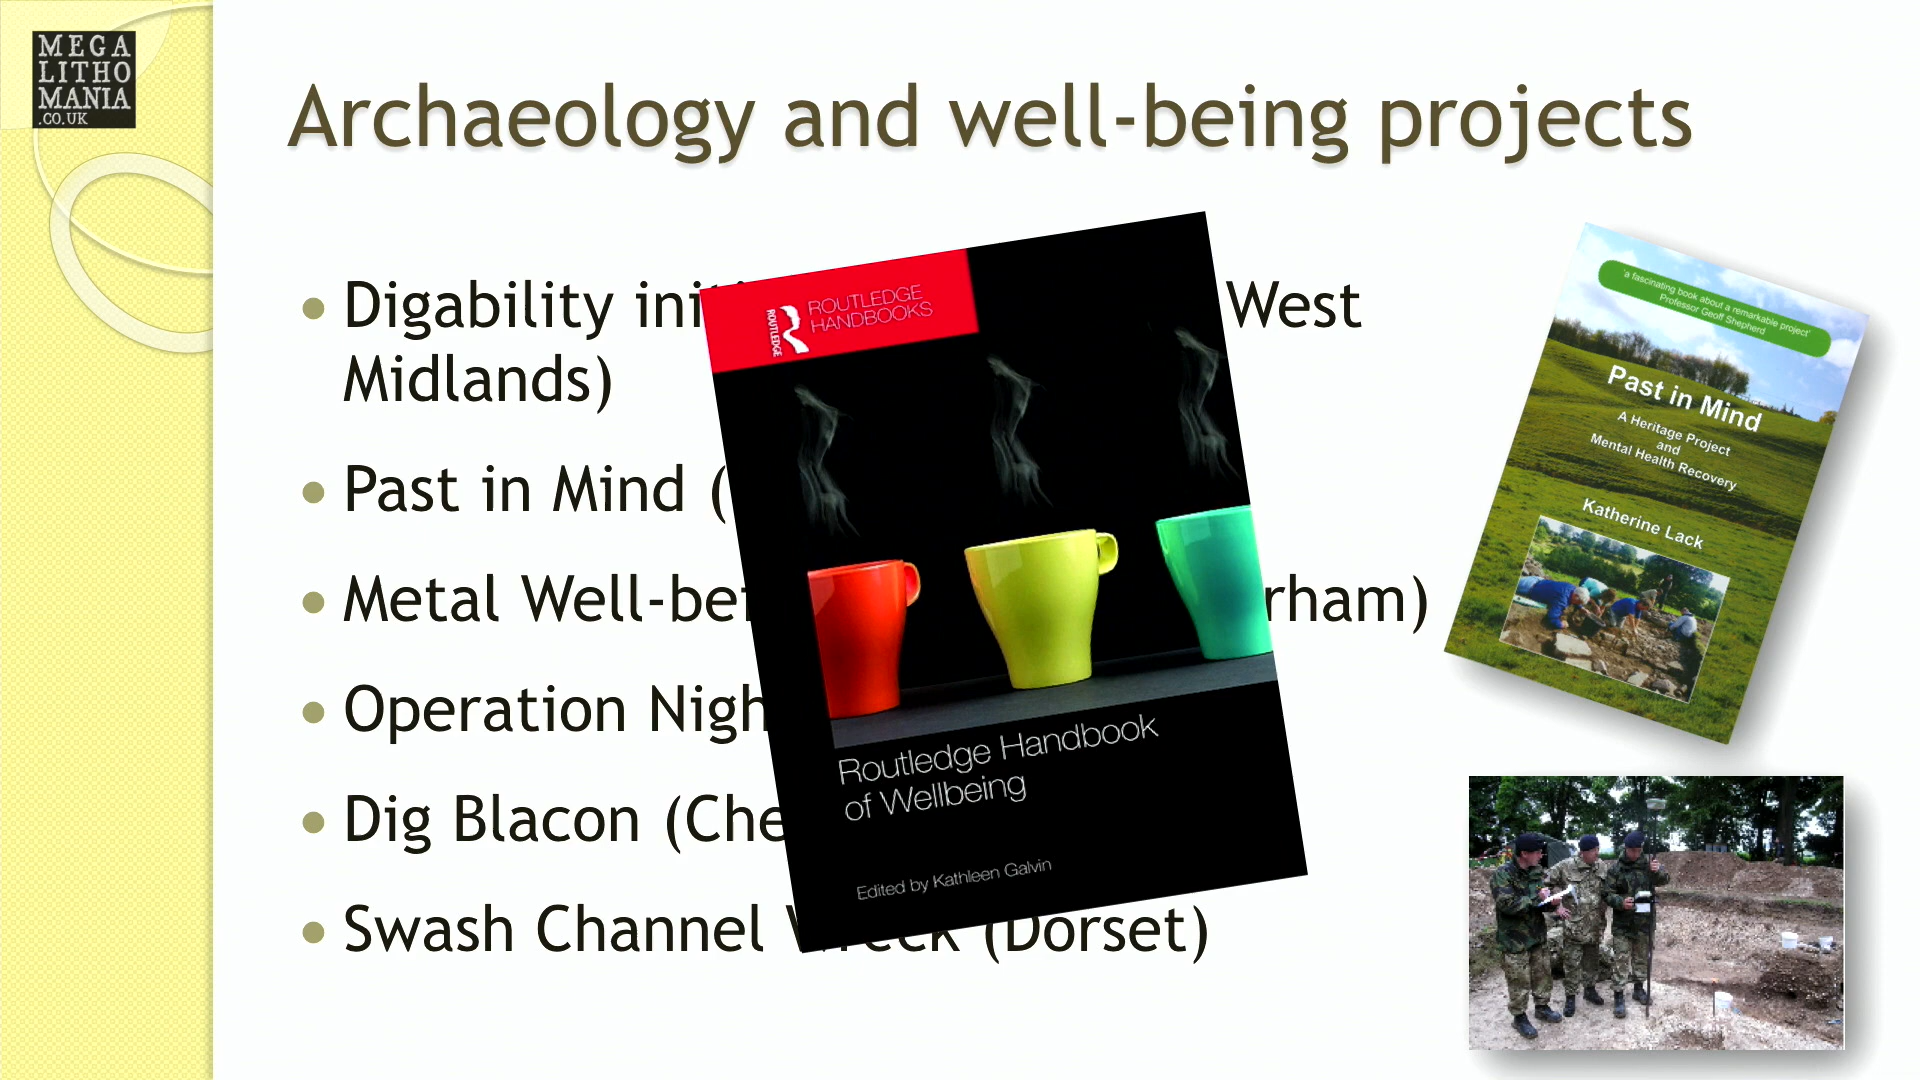 MEGA
LITHO
MANIA
.CO.UK
Archaeology and well-being projects
Digability West
Midlands)
Past in Mind (
Metal Well-bei rham)
Operation Nigh
Dig Blacon (Che
Swash Channel Wreck (Dorset)
ROUTLEDGE
ROUTLEDGE
HANDBOOKS
Routledge Handbook
of Wellbeing
Edited by Kathleen Galvin
'a fascinating book about a remarkable project'
Professor Geoff Shepherd
Past in Mind
A Heritage Project
and
Mental Health Recovery
Katherine Lack